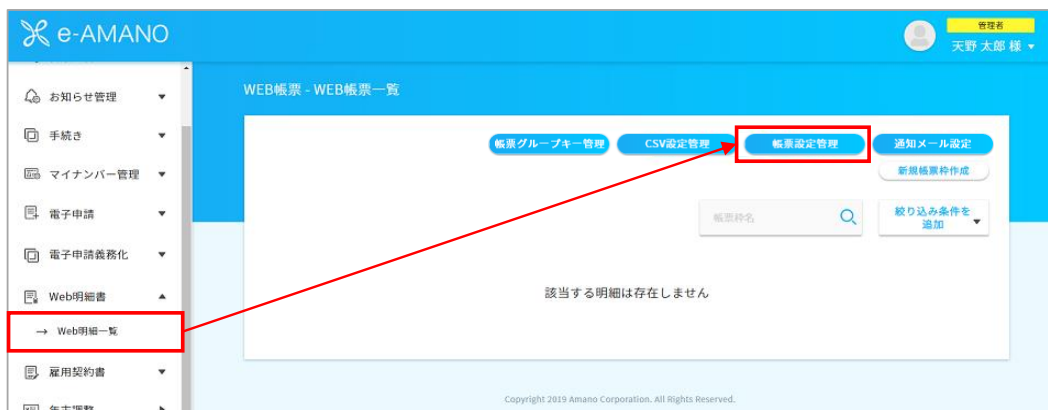 e-AMANO
管理者
天野 太郎 様 ▼
お知らせ管理 ▼
手続き ▼
マイナンバー管理 ▼
電子申請 ▼
電子申請義務化 ▼
Web明細書 ▲
→ Web明細一覧
雇用契約書 ▼
WEB帳票 - WEB帳票一覧
帳票グループキー管理
CSV設定管理
帳票設定管理
通知メール設定
新規帳票枠作成
帳票枠名
絞り込み条件を
追加 ▼
該当する明細は存在しません
Copyright 2019 Amano Corporation. All Rights Reserved.